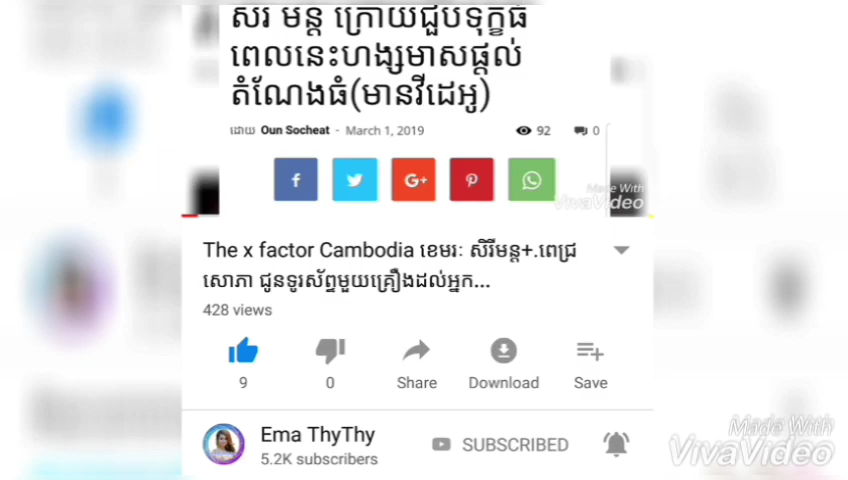 សិរី មន្ត ក្រោយជួបទុក្ខធំ
ពេលនេះហង្សមាសផ្តល់
តំណែងធំ(មានវីដេអូ)
ដោយ Oun Socheat - March 1, 2019 92 0
Made With
VivaVideo
The x factor Cambodia ខេមរៈ សិរីមន្ត+.ពេជ្រ
សោភា ជូនទូរស័ព្ទមួយគ្រឿងដល់អ្នក...
428 views
9 0 Share Download Save
Ema ThyThy
SUBSCRIBED
5.2K subscribers
Made With
VivaVideo